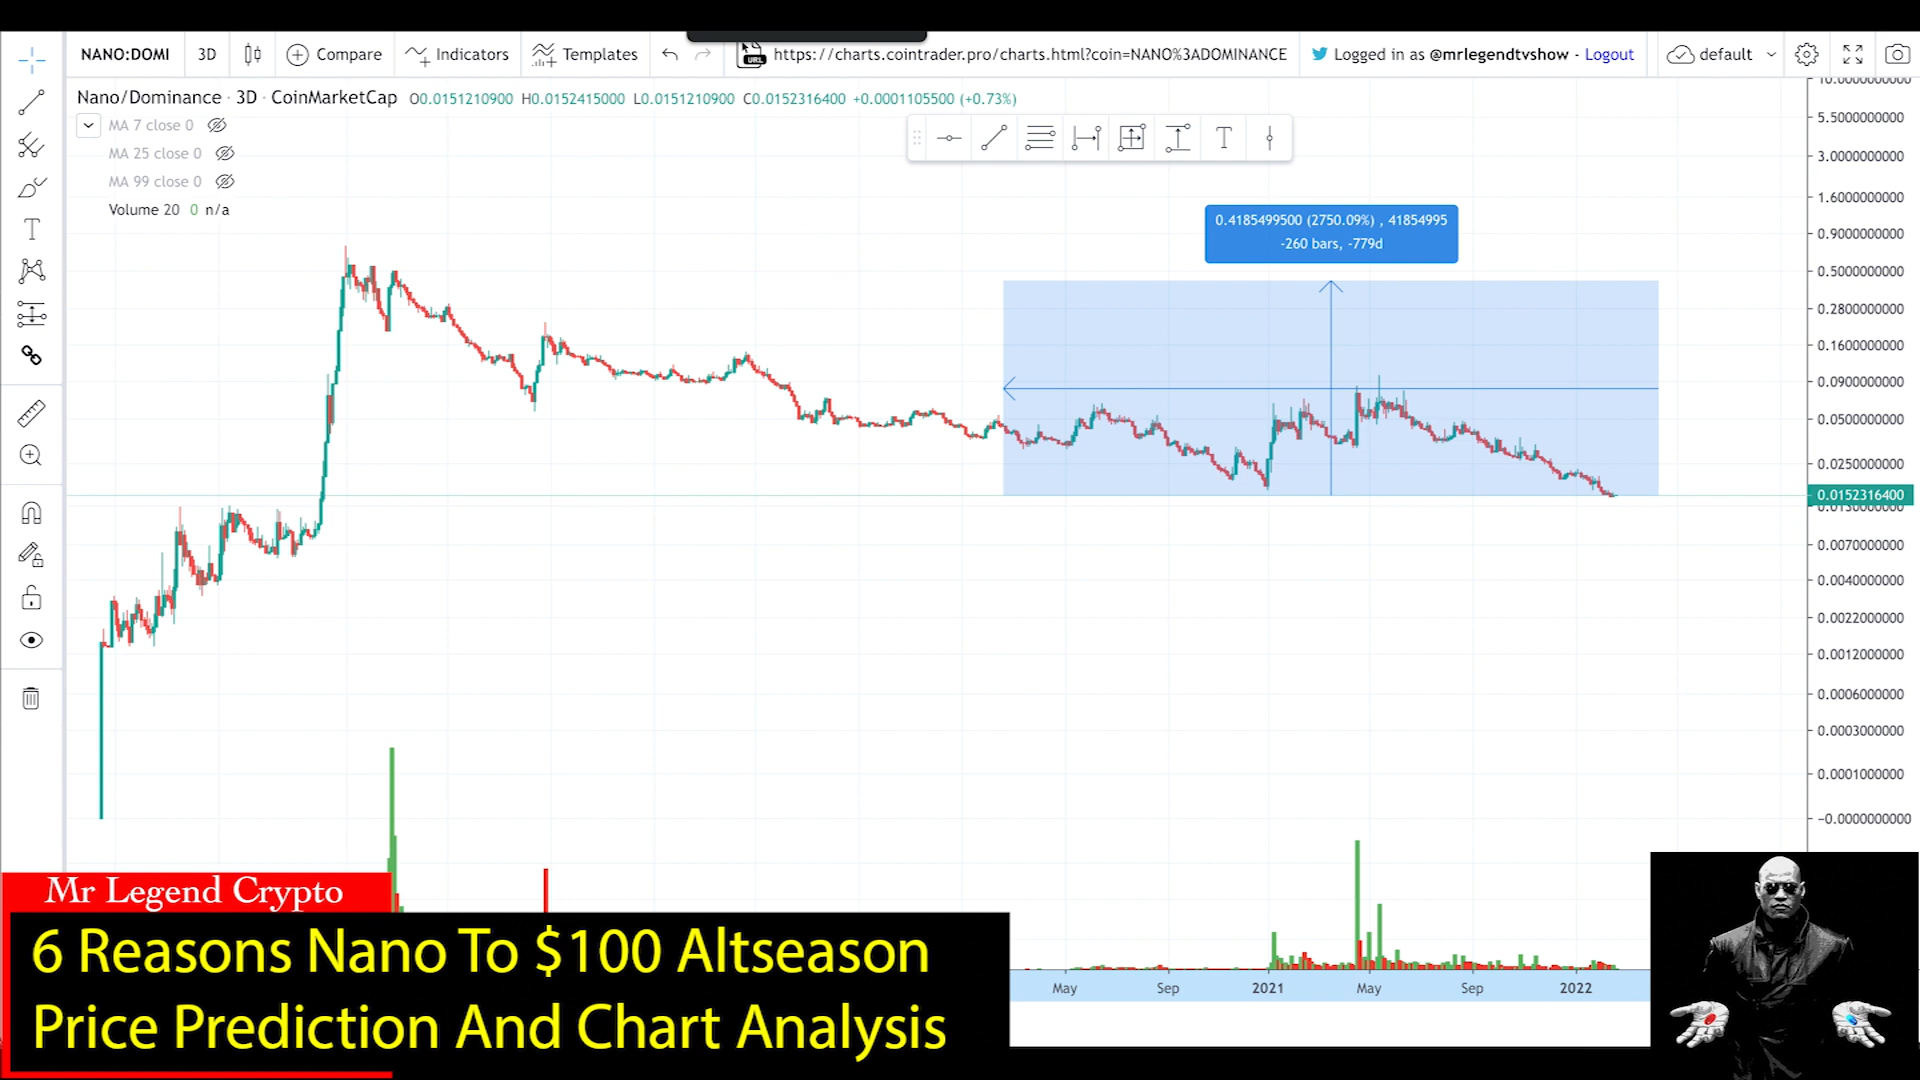 NANO:DOMI 3D Compare Indicators Templates URL https://charts.cointrader.pro/charts.html?coin=NANO%3ADOMINANCE Logged in as @mrlegendtvshow - Logout default
Nano/Dominance · 3D · CoinMarketCap O0.0151210900 H0.0152415000 L0.0151210900 C0.0152316400 +0.0001105500 (+0.73%)
MA 7 close 0
MA 25 close 0
MA 99 close 0
Volume 20 0 n/a
T
T
0.4185499500 (2750.09%) , 41854995
-260 bars, -779d
10.0000000000
5.5000000000
3.0000000000
1.6000000000
0.9000000000
0.5000000000
0.2800000000
0.1600000000
0.0900000000
0.0500000000
0.0250000000
0.0152316400
0.0130000000
0.0070000000
0.0040000000
0.0022000000
0.0012000000
0.0006000000
0.0003000000
0.0001000000
−0.0000000000
May Sep 2021 May Sep 2022
Mr Legend Crypto
6 Reasons Nano To $100 Altseason
Price Prediction And Chart Analysis